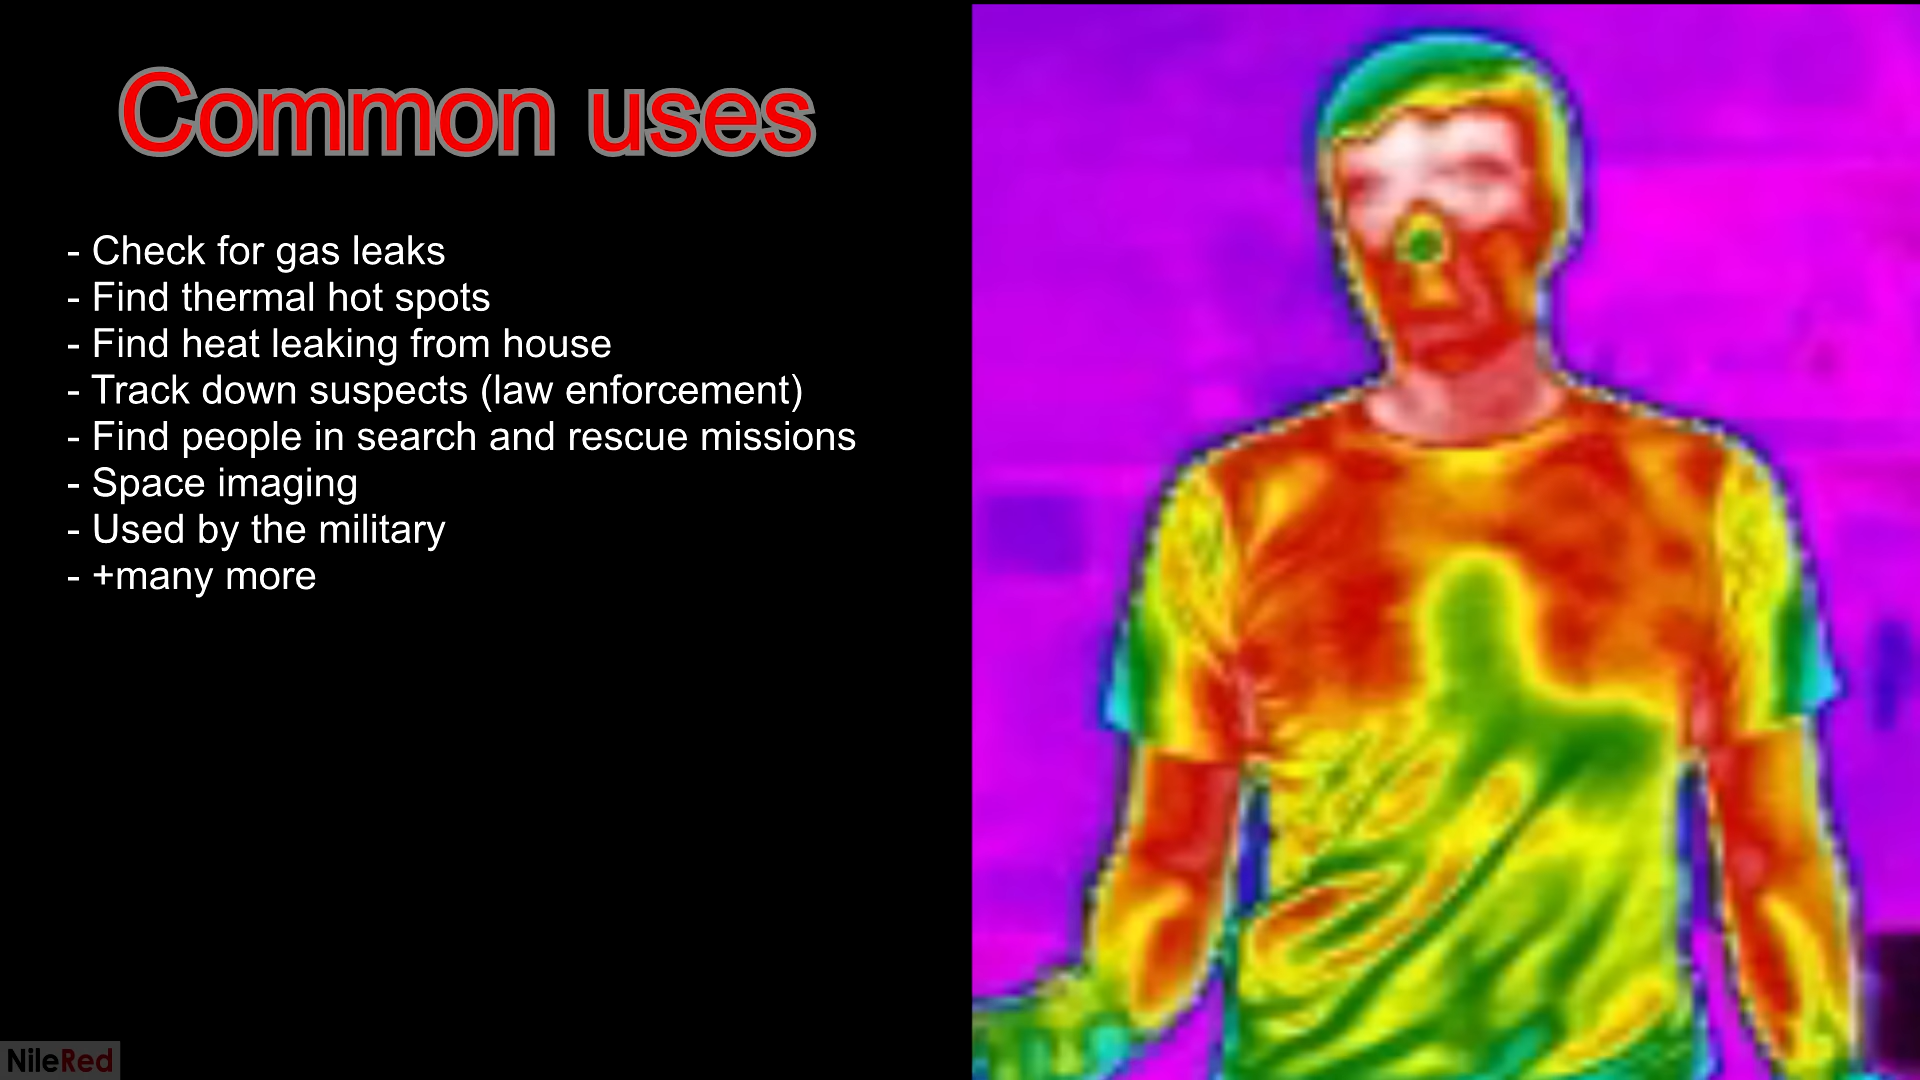 Common uses
- Check for gas leaks
- Find thermal hot spots
- Find heat leaking from house
- Track down suspects (law enforcement)
- Find people in search and rescue missions
- Space imaging
- Used by the military
- +many more
NileRed